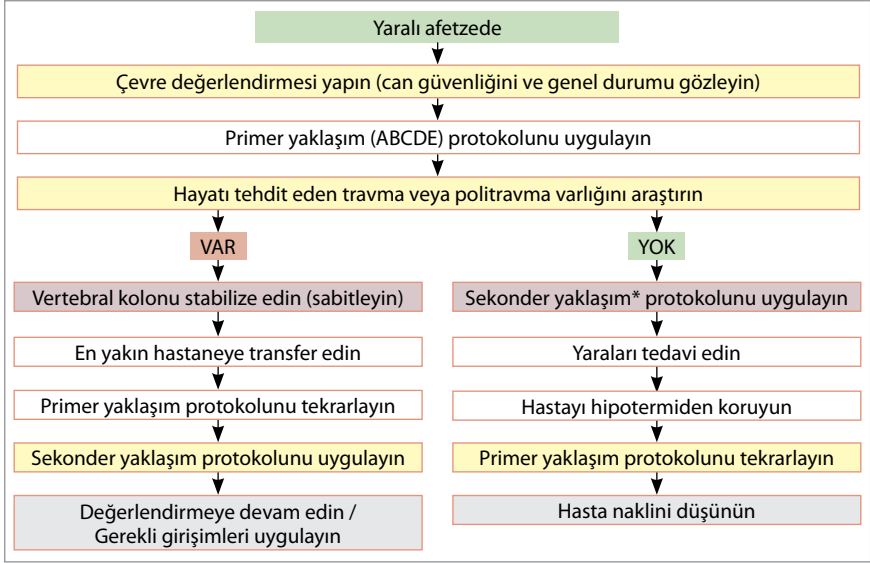 Yaralı afetzede
Çevre değerlendirmesi yapın (can güvenliğini ve genel durumu gözleyin)
Primer yaklaşım (ABCDE) protokolunu uygulayın
Hayatı tehdit eden travma veya politravma varlığını araştırın
VAR
Vertebral kolonu stabilize edin (sabitleyin)
En yakın hastaneye transfer edin
Primer yaklaşım protokolunu tekrarlayın
Sekonder yaklaşım protokolunu uygulayın
Değerlendirmeye devam edin /
Gerekli girişimleri uygulayın
YOK
Sekonder yaklaşım* protokolunu uygulayın
Yaraları tedavi edin
Hastayı hipotermiden koruyun
Primer yaklaşım protokolunu tekrarlayın
Hasta naklini düşünün